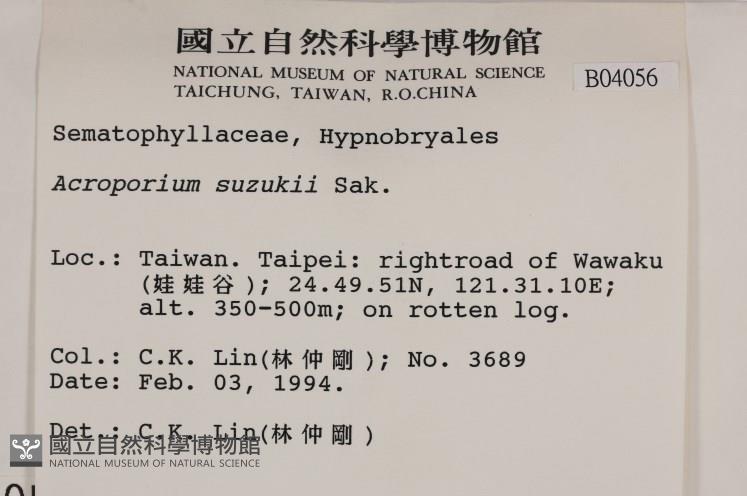 國立自然科學博物館
NATIONAL MUSEUM OF NATURAL SCIENCE
TAICHUNG, TAIWAN, R.O.CHINA
B04056
Sematophyllaceae, Hypnobryales
Acroporium suzukii Sak.
Loc.: Taiwan. Taipei: rightroad of Wawaku
(娃娃谷); 24.49.51N, 121.31.10E;
alt. 350-500m; on rotten log.
Col.: C.K. Lin(林仲剛); No. 3689
Date: Feb. 03, 1994.
Det.: C.K. Lin(林仲剛)
國立自然科學博物館
NATIONAL MUSEUM OF NATURAL SCIENCE